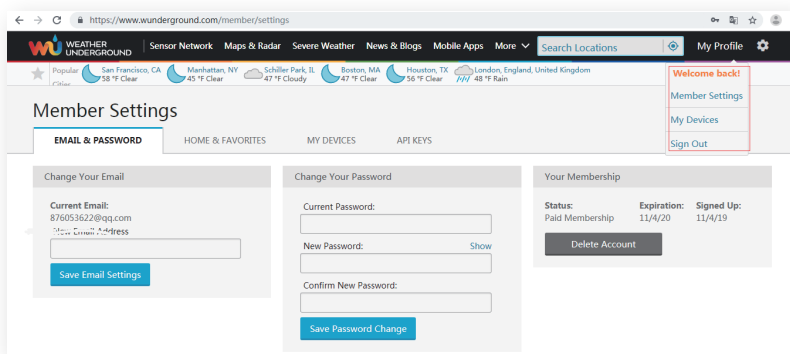 https://www.wunderground.com/member/settings
WEATHER UNDERGROUND
Sensor Network Maps & Radar Severe Weather News & Blogs Mobile Apps More Search Locations My Profile
Popular Cities
San Francisco, CA
58 °F Clear
Manhattan, NY
45 °F Clear
Schiller Park, IL
47 °F Cloudy
Boston, MA
47 °F Clear
Houston, TX
56 °F Clear
London, England, United Kingdom
48 °F Rain
Welcome back!
Member Settings
My Devices
Sign Out
Member Settings
EMAIL & PASSWORD HOME & FAVORITES MY DEVICES API KEYS
Change Your Email
Current Email:
876053622@qq.com
New Email Address
Save Email Settings
Change Your Password
Current Password:
New Password: Show
Confirm New Password:
Save Password Change
Your Membership
Status: Expiration: Signed Up:
Paid Membership 11/4/20 11/4/19
Delete Account